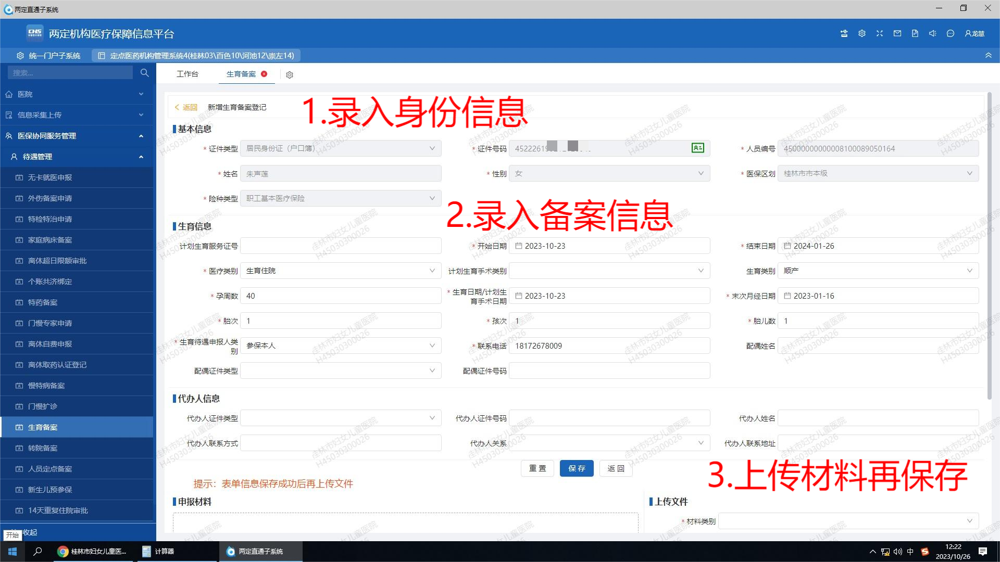 两定直通子系统
CHS
两定机构医疗保障信息平台
龙慧
统一门户子系统
定点医药机构管理系统4(桂林03\百色10\河池12\崇左14)
搜索...
医院
信息采集上传
医保协同服务管理
待遇管理
无卡就医申报
外伤备案申请
特检特治申请
家庭病床备案
离休超日限额审批
个账共济绑定
特药备案
门慢专家申请
离休自费申报
离休取药认证登记
慢特病备案
门慢扩诊
生育备案
转院备案
人员定点备案
新生儿预参保
14天重复住院审批
收起
开始
工作台
生育备案
返回
新增生育备案登记
1.录入身份信息
基本信息
* 证件类型 居民身份证（户口簿）
* 证件号码 4522261
* 人员编号 45000000000008100089050164
* 姓名 朱声莲
* 性别 女
* 医保区划 桂林市市本级
* 险种类型 职工基本医疗保险
2.录入备案信息
生育信息
计划生育服务证号
* 开始日期 2023-10-23
* 结束日期 2024-01-26
* 医疗类别 生育住院
计划生育手术类别
生育类别 顺产
* 孕周数 40
* 生育日期/计划生育手术日期 2023-10-23
* 末次月经日期 2023-01-16
* 胎次 1
* 孩次 1
* 胎儿数 1
* 生育待遇申报人类别 参保本人
* 联系电话 18172678009
配偶姓名
配偶证件类型
配偶证件号码
代办人信息
代办人证件类型
代办人证件号码
代办人姓名
代办人联系方式
代办人关系
代办人联系地址
重 置
保 存
返 回
3.上传材料再保存
提示：表单信息保存成功后再上传文件
申报材料
上传文件
* 材料类别
桂林市妇女儿童医院
H45030300026
桂林市妇女儿童医...
计算器
两定直通子系统
中
12:22
2023/10/26